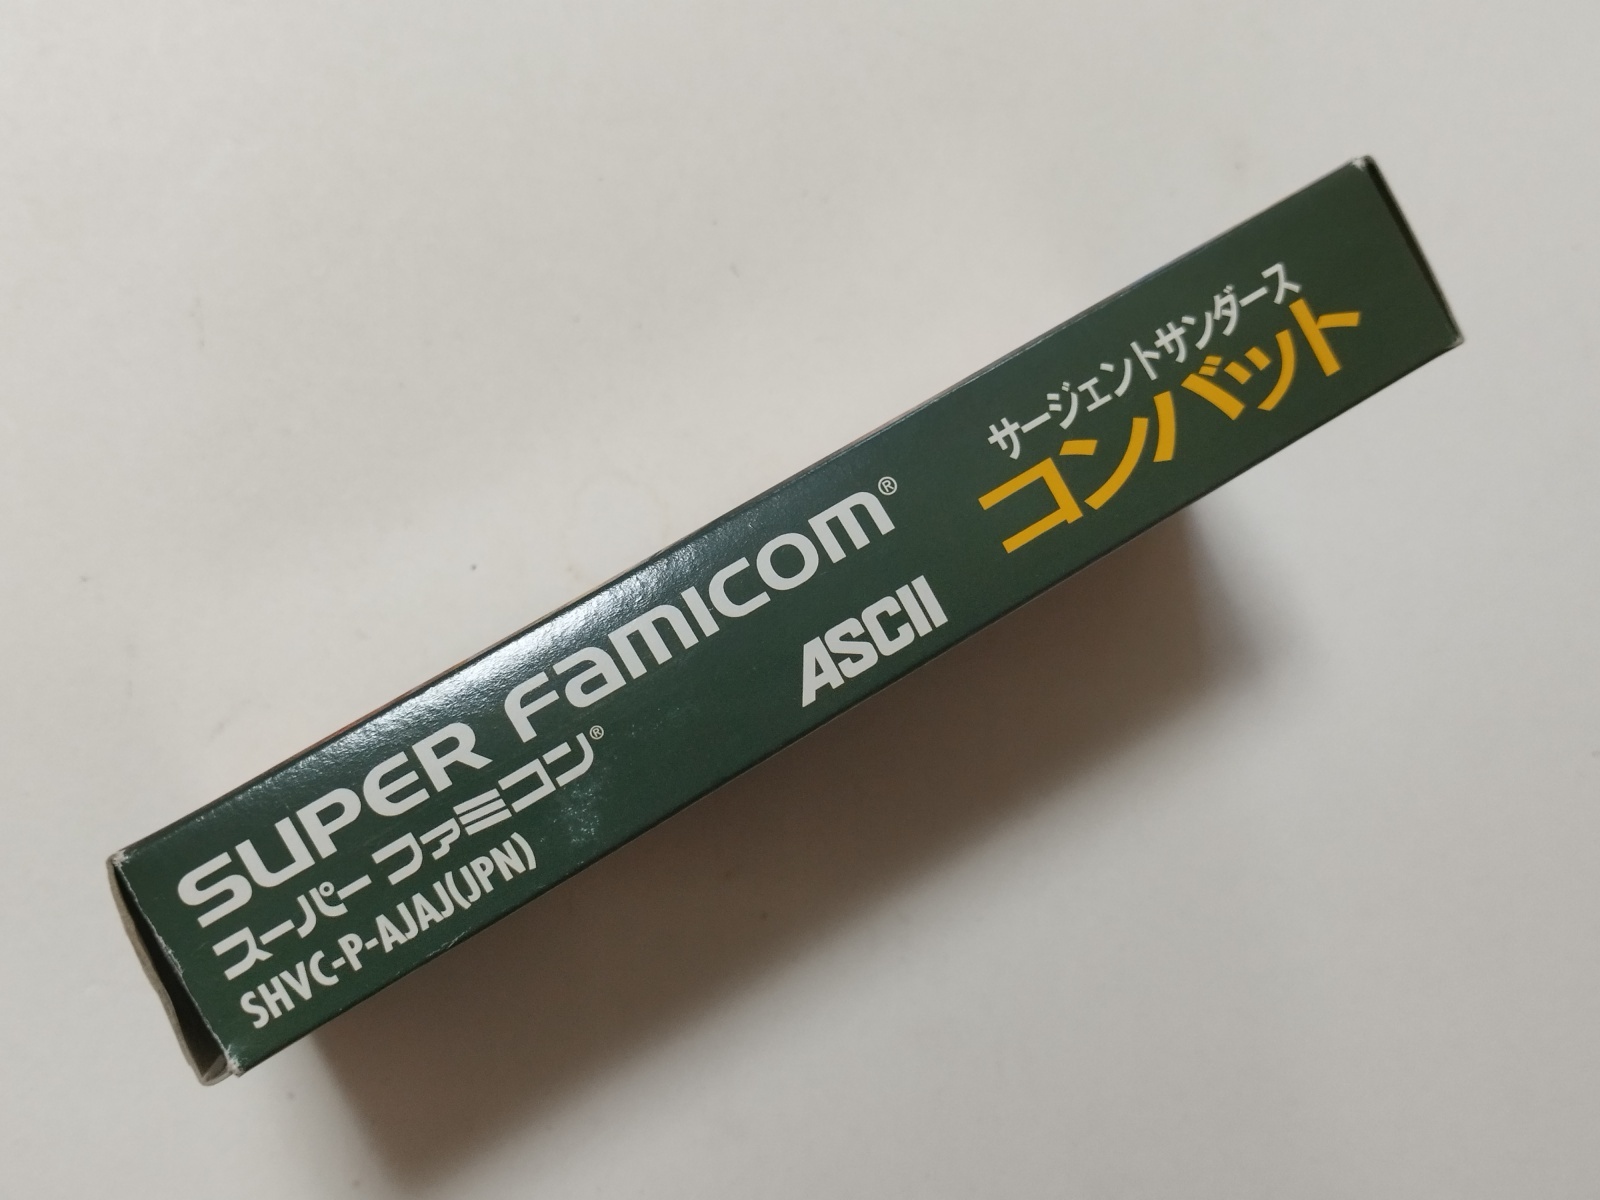 SUPER FAMICOM®
スーパー ファミコン®
SHVC-P-AJAJ(JPN)
ASCII
サージェントサンダース
コンバット